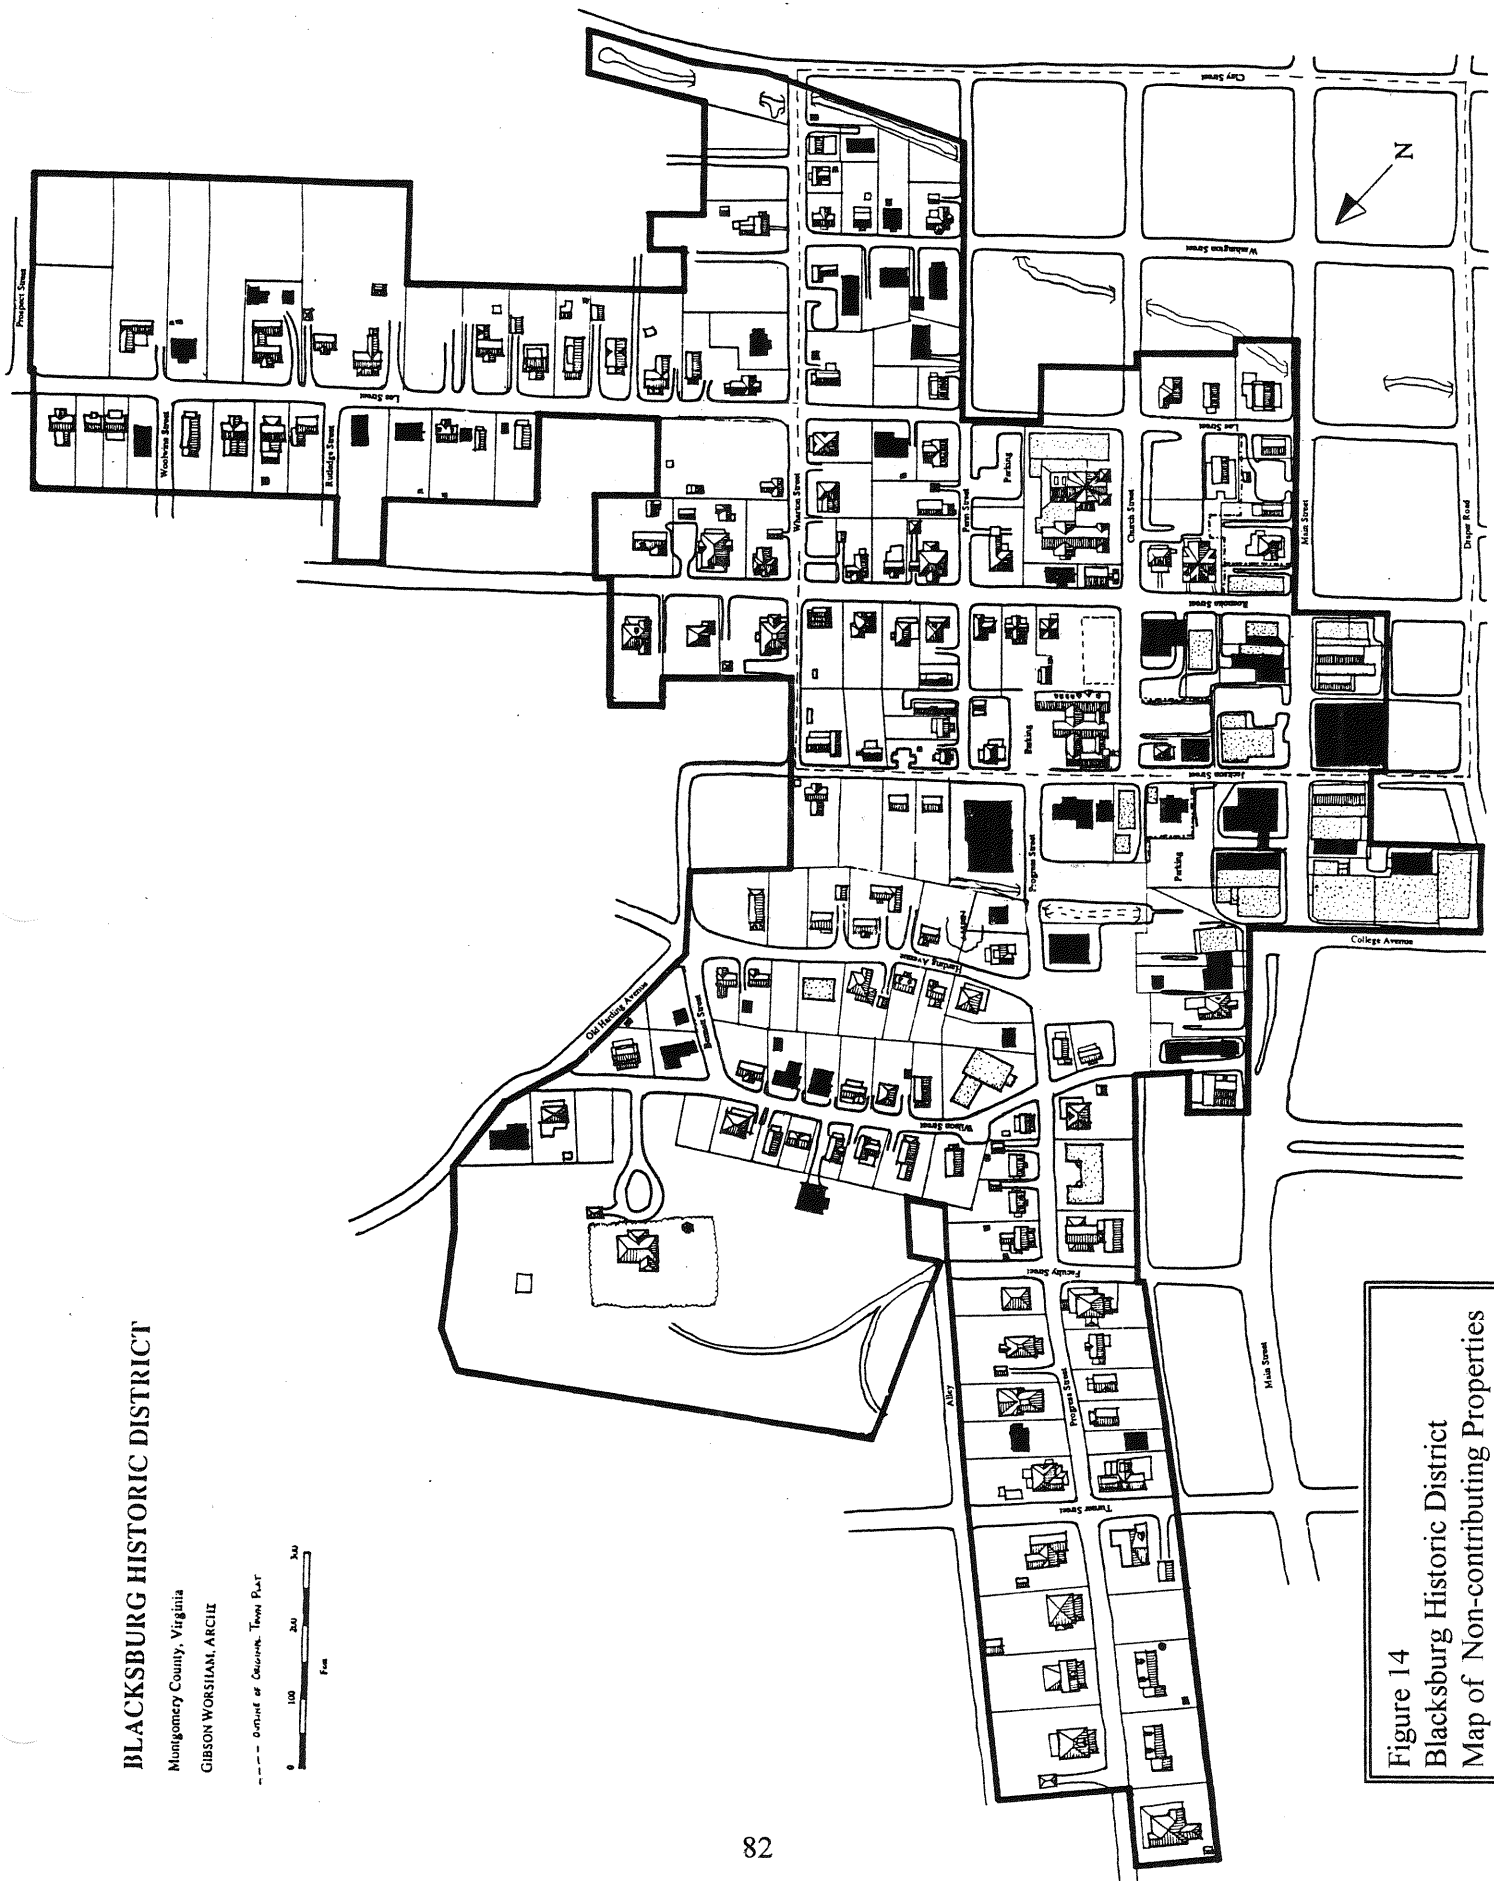 BLACKSBURG HISTORIC DISTRICT
Montgomery County, Virginia
GIBSON WORSHAM, ARCHT
---- OUTLINE OF ORIGINAL TOWN PLAT
0 100 200 300
Feet
Prospect Street
Lee Street
Woolwine Street
Rutledge Street
Clay Street
Washington Street
Wharton Street
Penn Street
Parking
Church Street
Lee Street
Main Street
Draper Road
Roanoke Street
Parking
Jackson Street
Progress Street
Parking
College Avenue
Harding Avenue
Old Harding Avenue
Bennett Street
Wilson Street
Faculty Street
Alley
Progress Street
Main Street
Turner Street
N
Figure 14
Blacksburg Historic District
Map of Non-contributing Properties
82